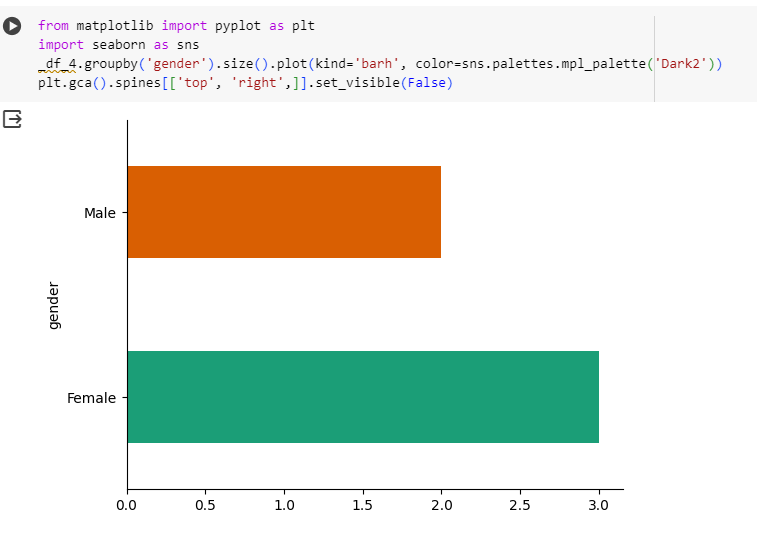 from matplotlib import pyplot as plt
import seaborn as sns
_df_4.groupby('gender').size().plot(kind='barh', color=sns.palettes.mpl_palette('Dark2'))
plt.gca().spines[['top', 'right',]].set_visible(False)
Male
gender
Female
0.0 0.5 1.0 1.5 2.0 2.5 3.0